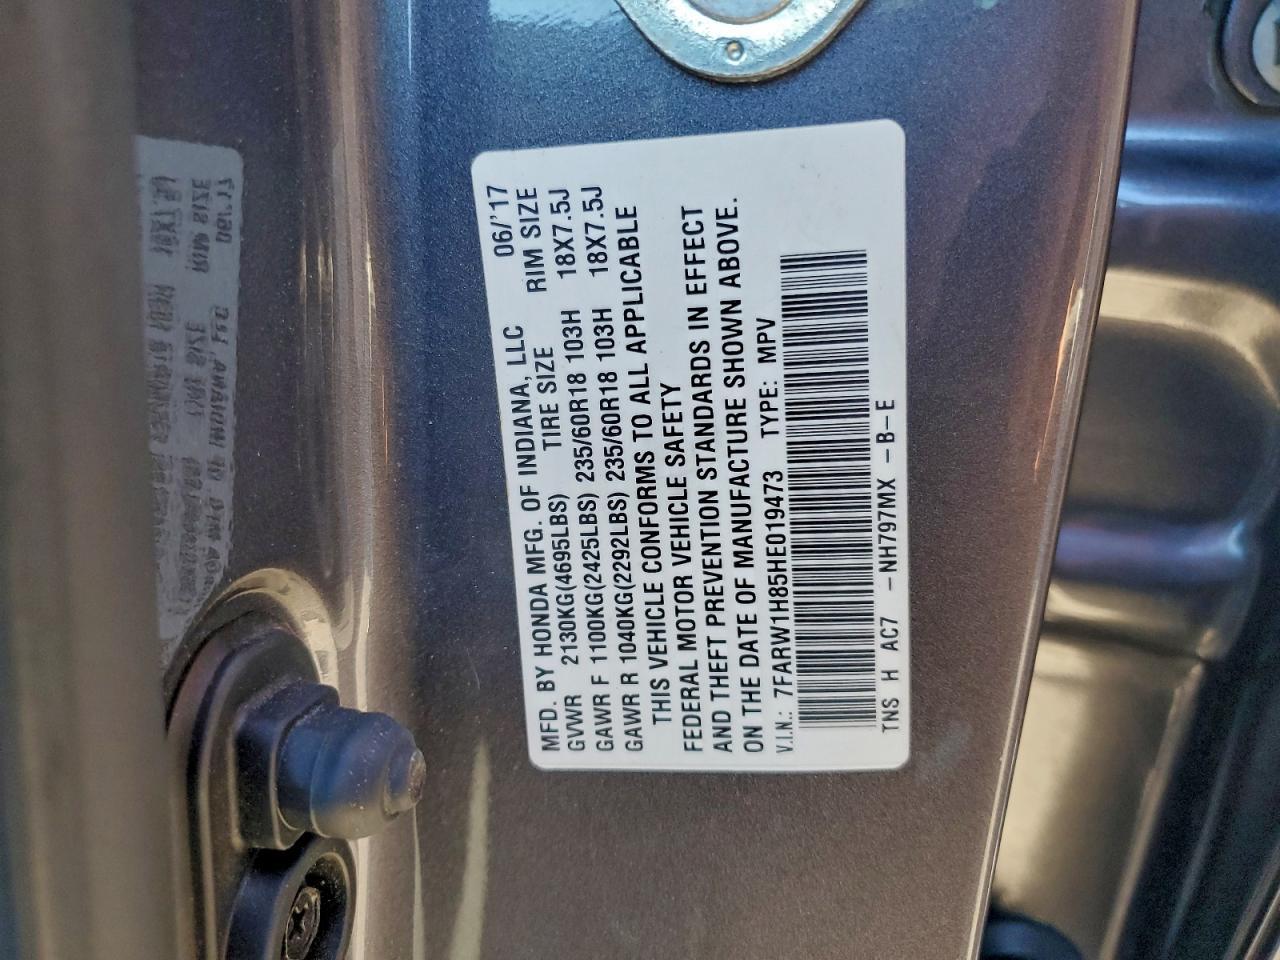 MFD. BY HONDA MFG. OF INDIANA, LLC 06/'17
TIRE SIZE RIM SIZE
GVWR 2130KG(4695LBS)
GAWR F 1100KG(2425LBS) 235/60R18 103H 18X7.5J
GAWR R 1040KG(2292LBS) 235/60R18 103H 18X7.5J
THIS VEHICLE CONFORMS TO ALL APPLICABLE
FEDERAL MOTOR VEHICLE SAFETY
AND THEFT PREVENTION STANDARDS IN EFFECT
ON THE DATE OF MANUFACTURE SHOWN ABOVE.
V.I.N.: 7FARW1H85HE019473 TYPE: MPV
TNS H AC7 -NH797MX -B-E